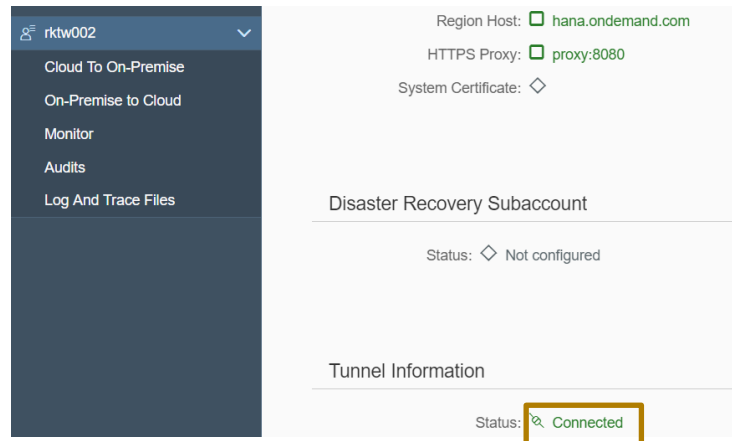 rktw002
Cloud To On-Premise
On-Premise to Cloud
Monitor
Audits
Log And Trace Files
Region Host: hana.ondemand.com
HTTPS Proxy: proxy:8080
System Certificate:
Disaster Recovery Subaccount
Status: Not configured
Tunnel Information
Status: Connected